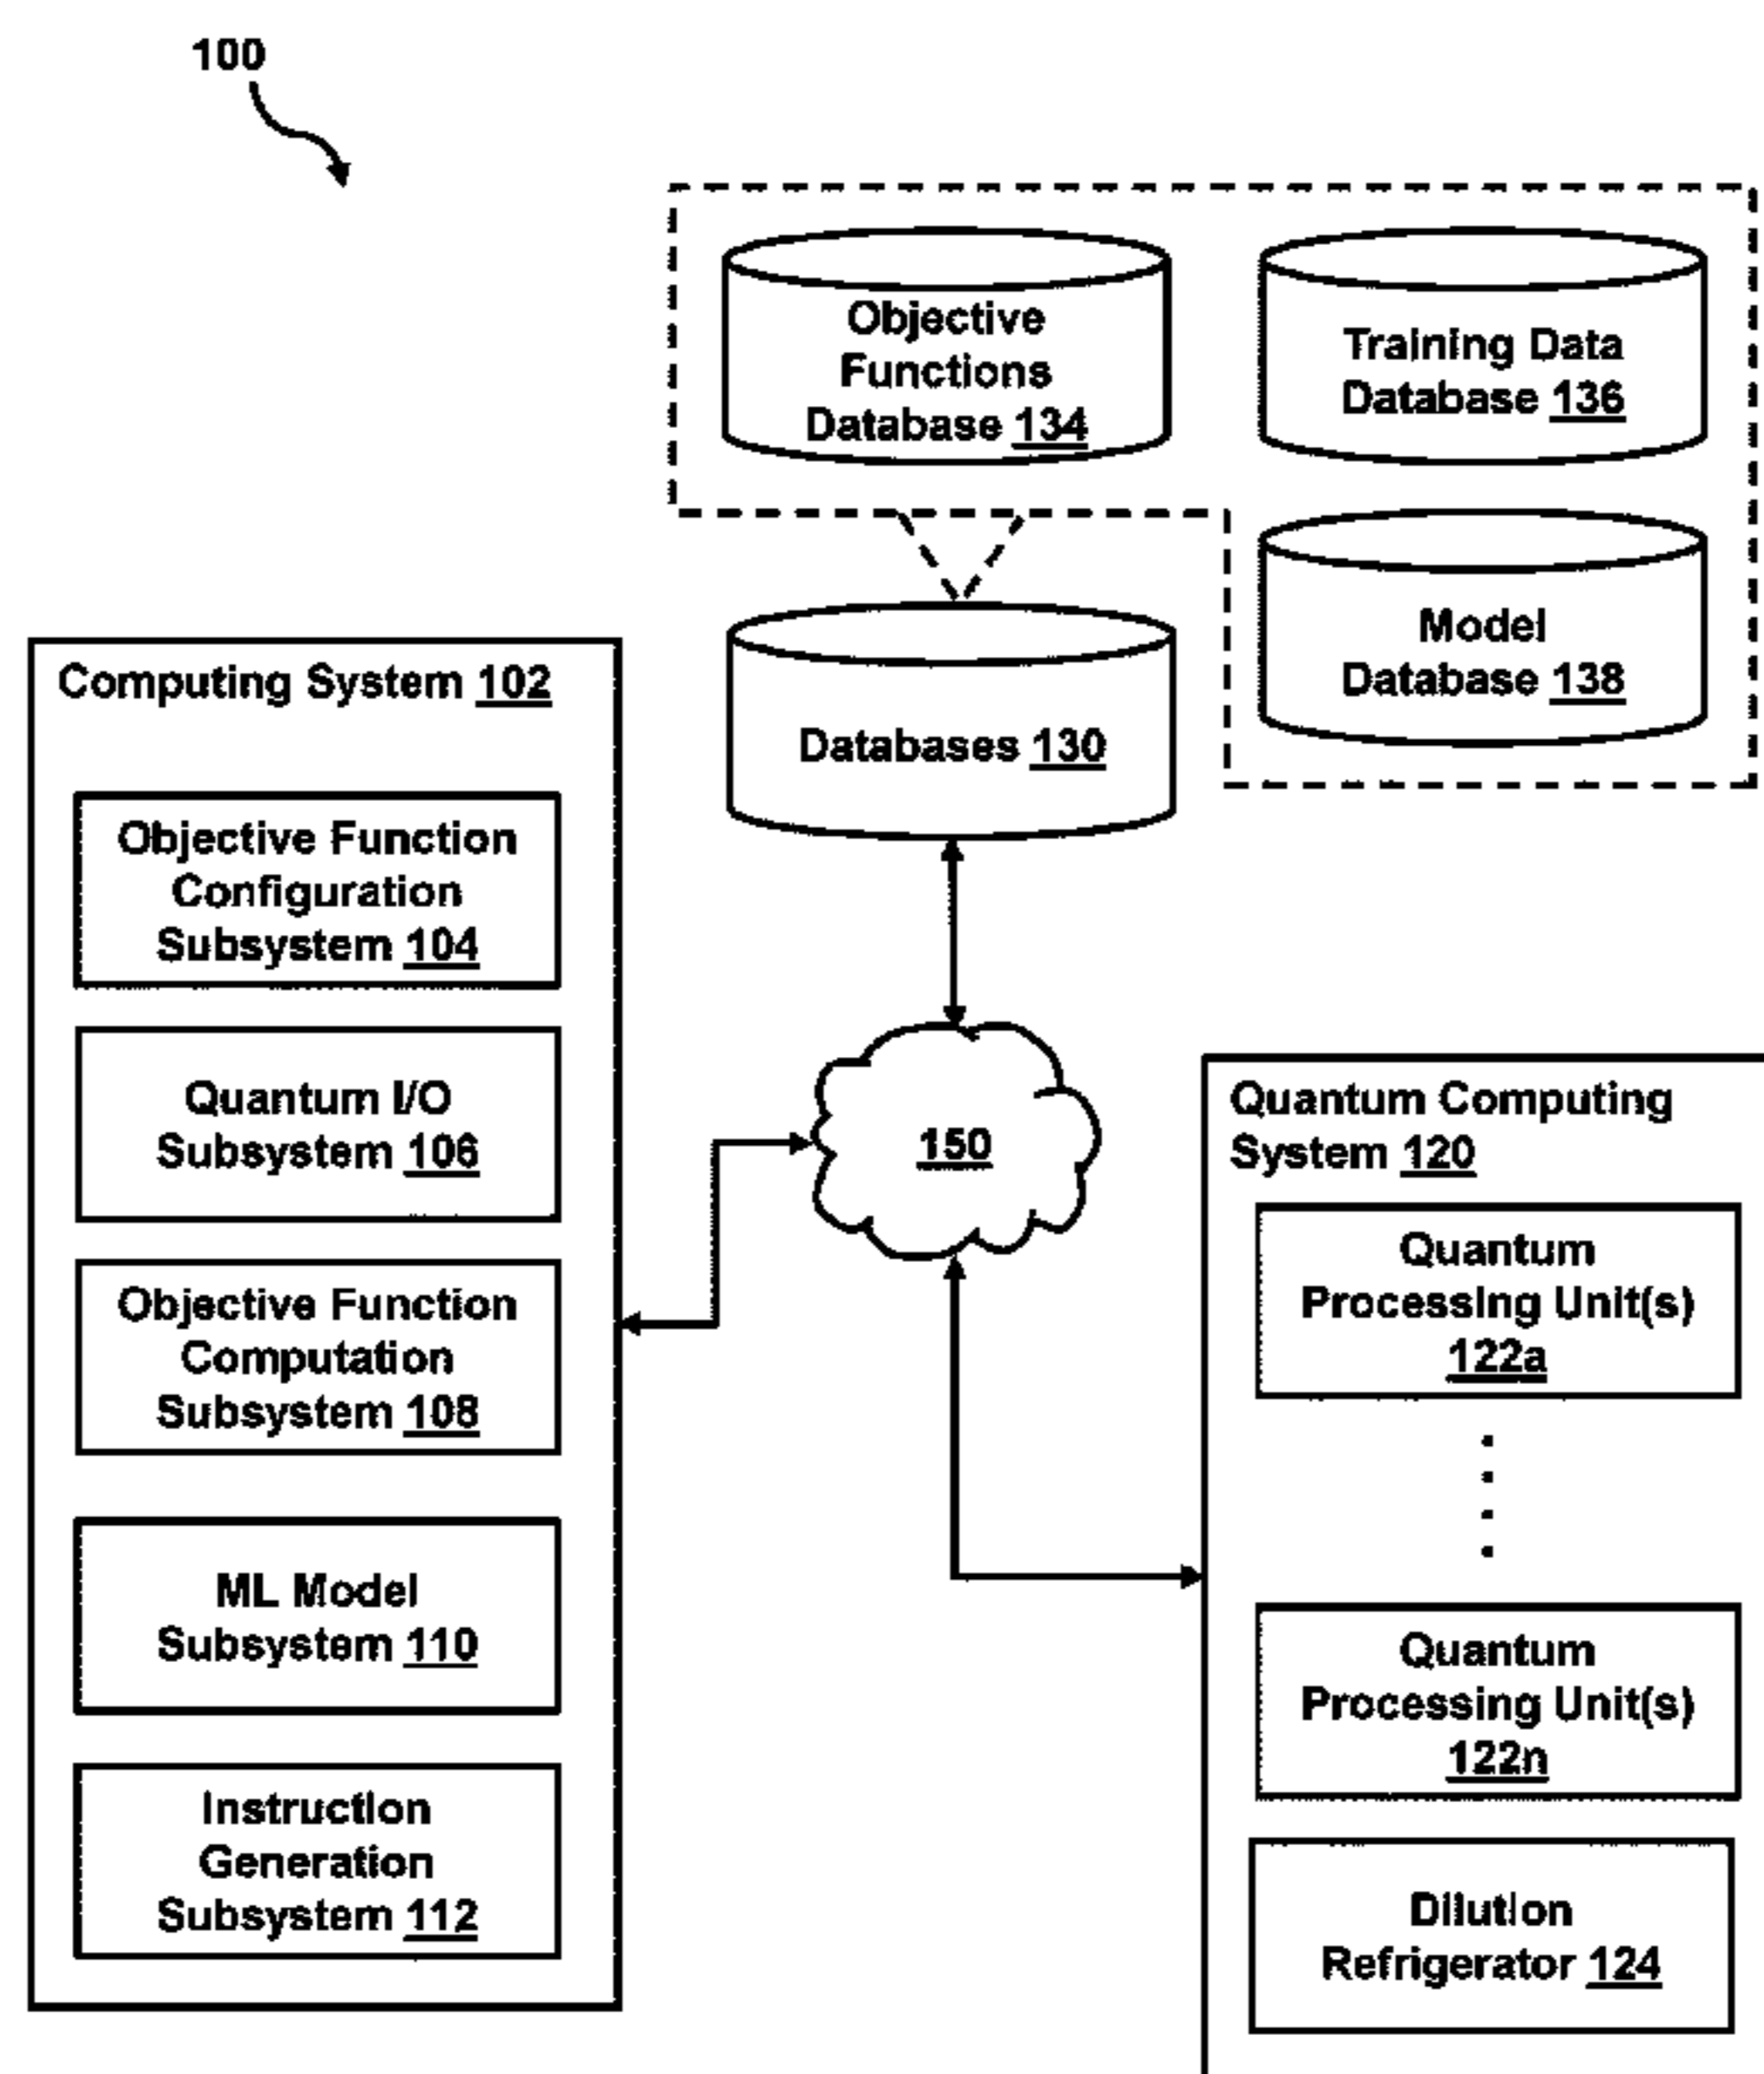 100
Objective
Functions
Database 134
Training Data
Database 136
Model
Database 138
Databases 130
Computing System 102
Objective Function
Configuration
Subsystem 104
Quantum I/O
Subsystem 106
Objective Function
Computation
Subsystem 108
ML Model
Subsystem 110
Instruction
Generation
Subsystem 112
150
Quantum Computing
System 120
Quantum
Processing Unit(s)
122a
Quantum
Processing Unit(s)
122n
Dilution
Refrigerator 124